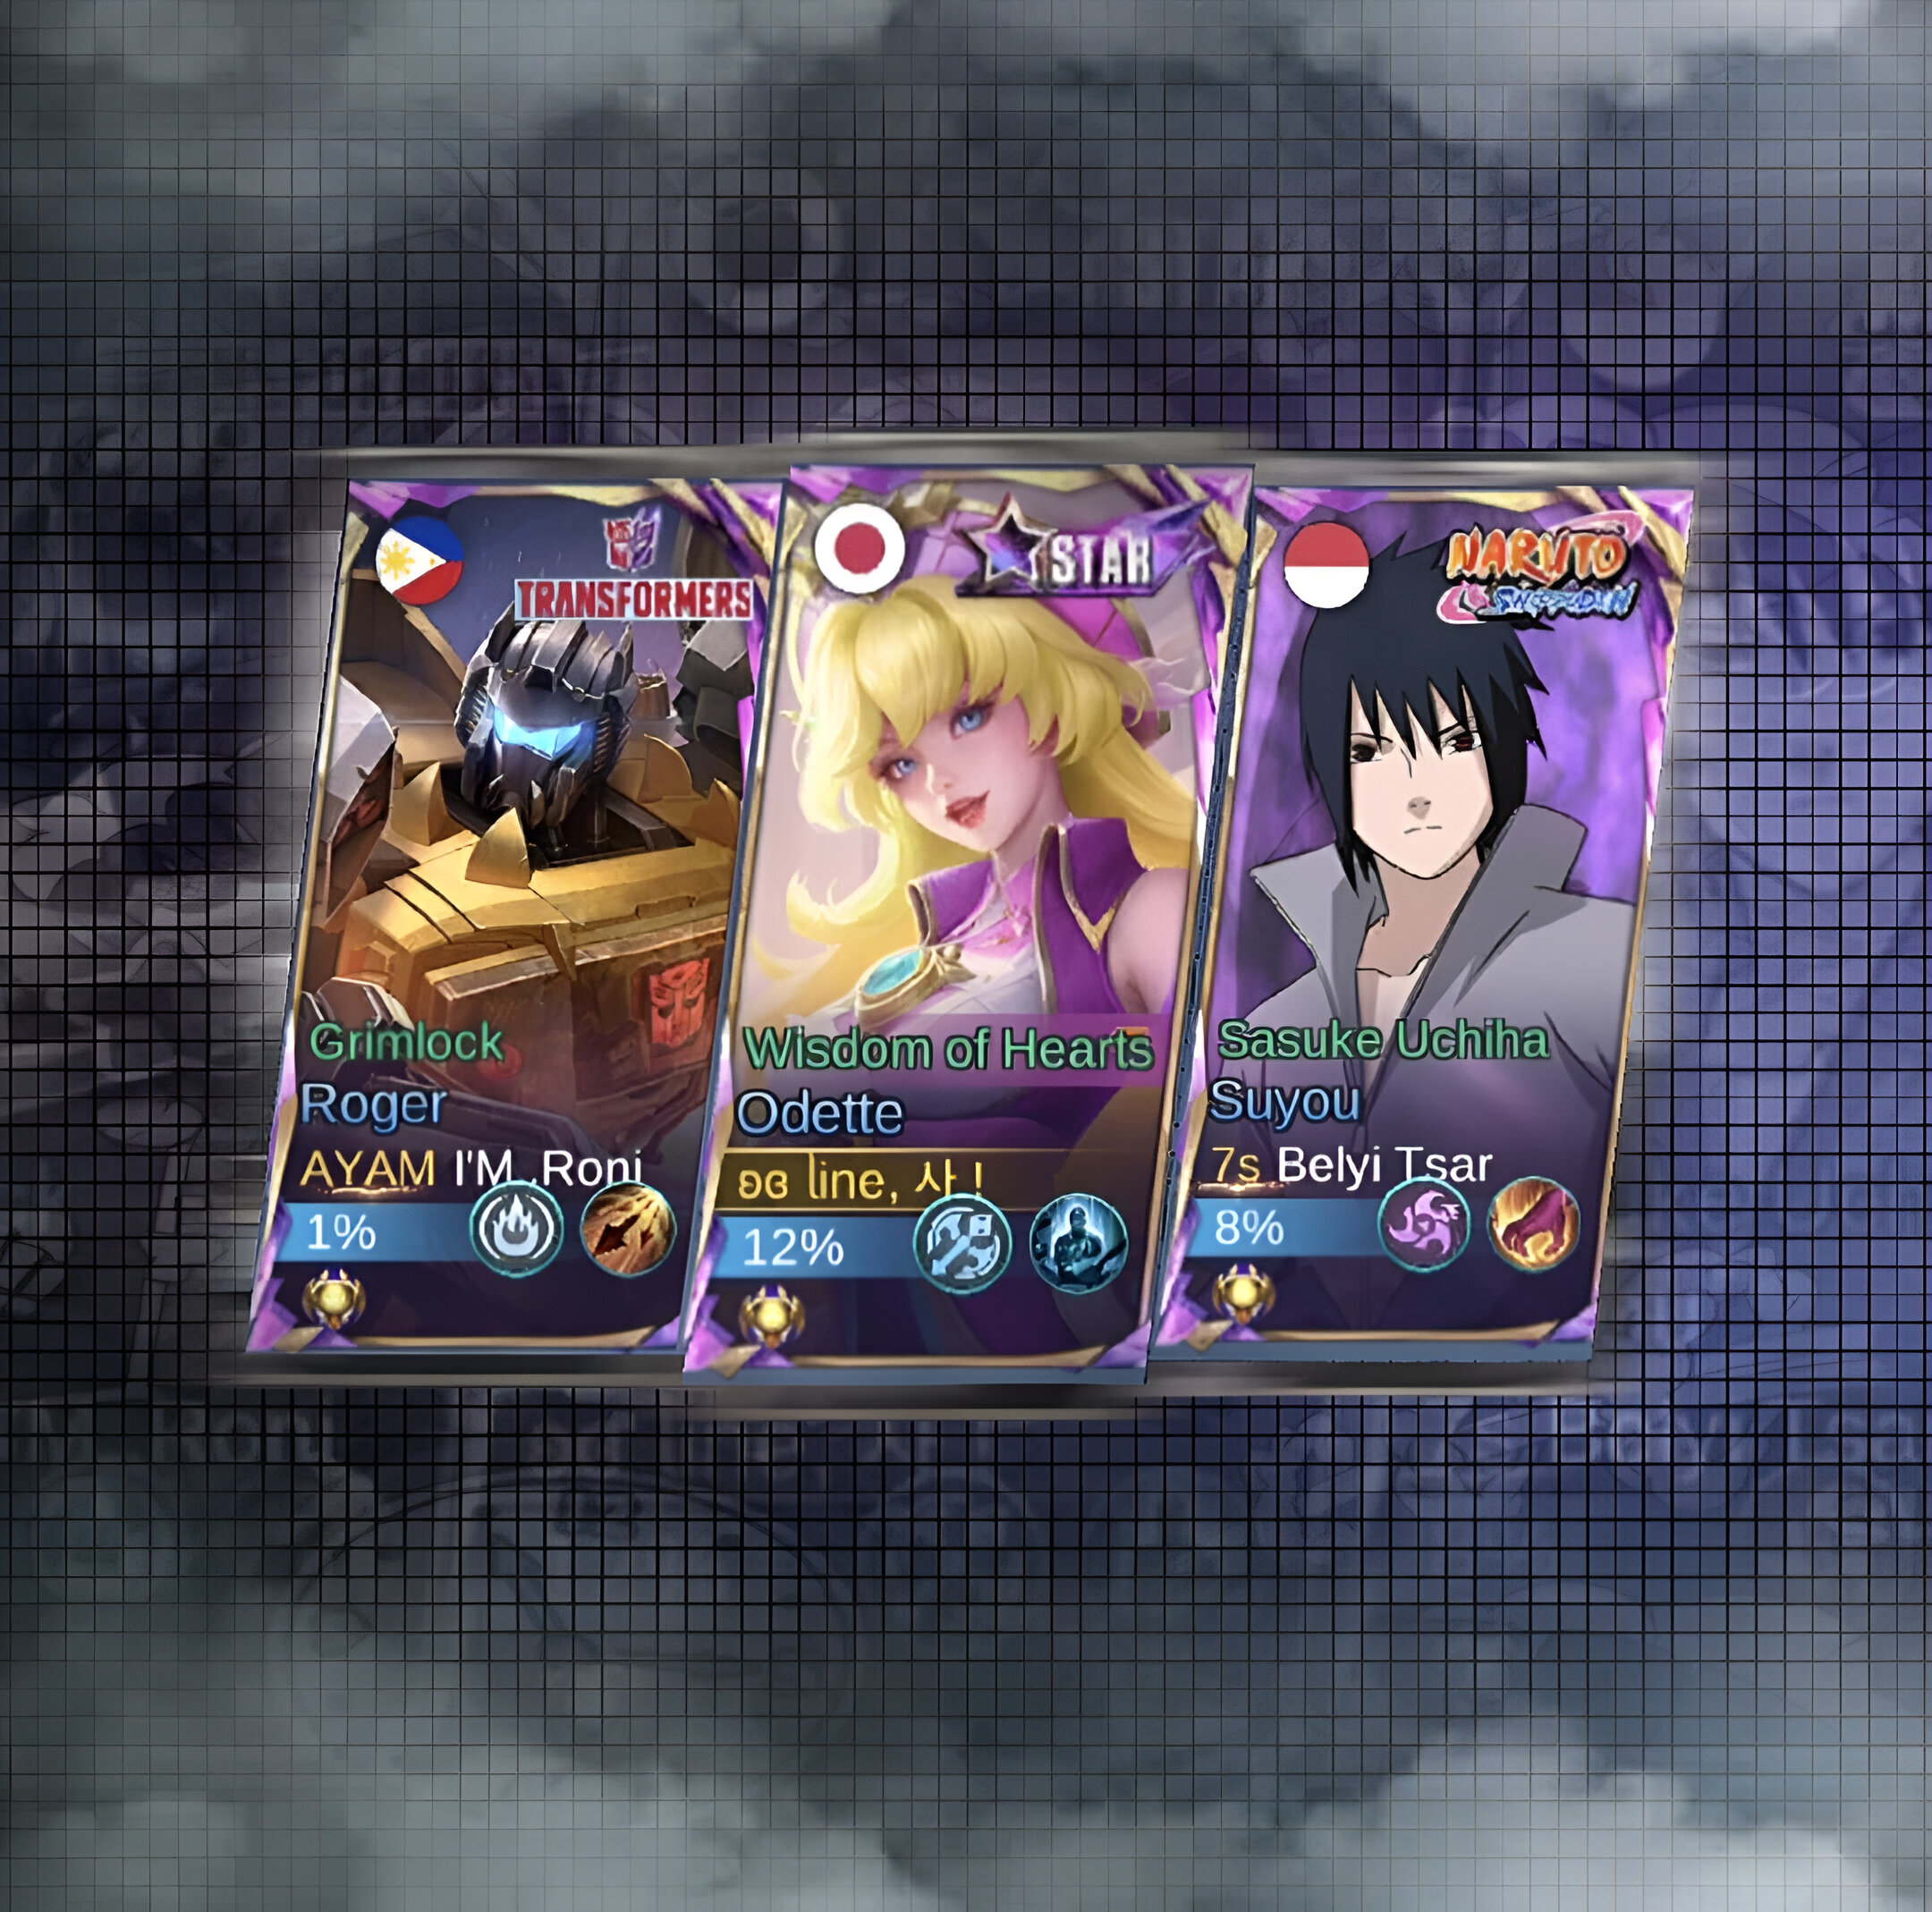 TRANSFORMERS
Grimlock
Roger
AYAM I'M .Roni
1%
STAR
Wisdom of Hearts
Odette
ʚɞ line, 사 !
12%
NARUTO
Sasuke Uchiha
Suyou
7s Belyi Tsar
8%